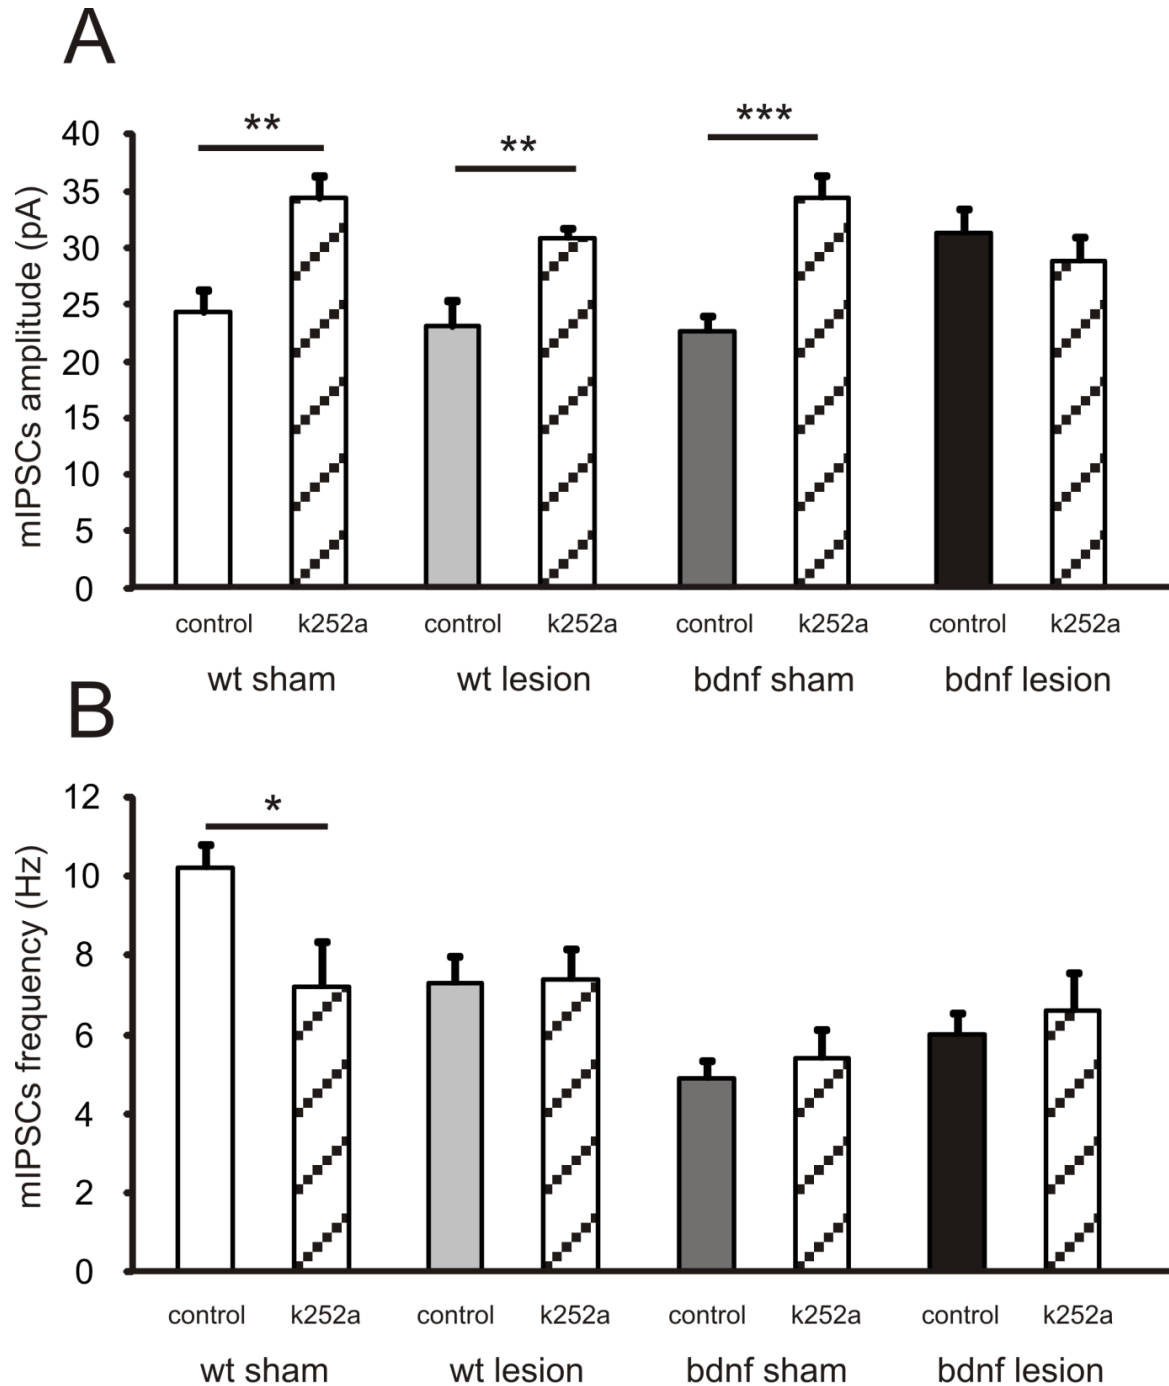 A
** ** ***
mIPSCs amplitude (pA)
40
35
30
25
20
15
10
5
0
control k252a control k252a control k252a control k252a
wt sham wt lesion bdnf sham bdnf lesion
B
*
mIPSCs frequency (Hz)
12
10
8
6
4
2
0
control k252a control k252a control k252a control k252a
wt sham wt lesion bdnf sham bdnf lesion